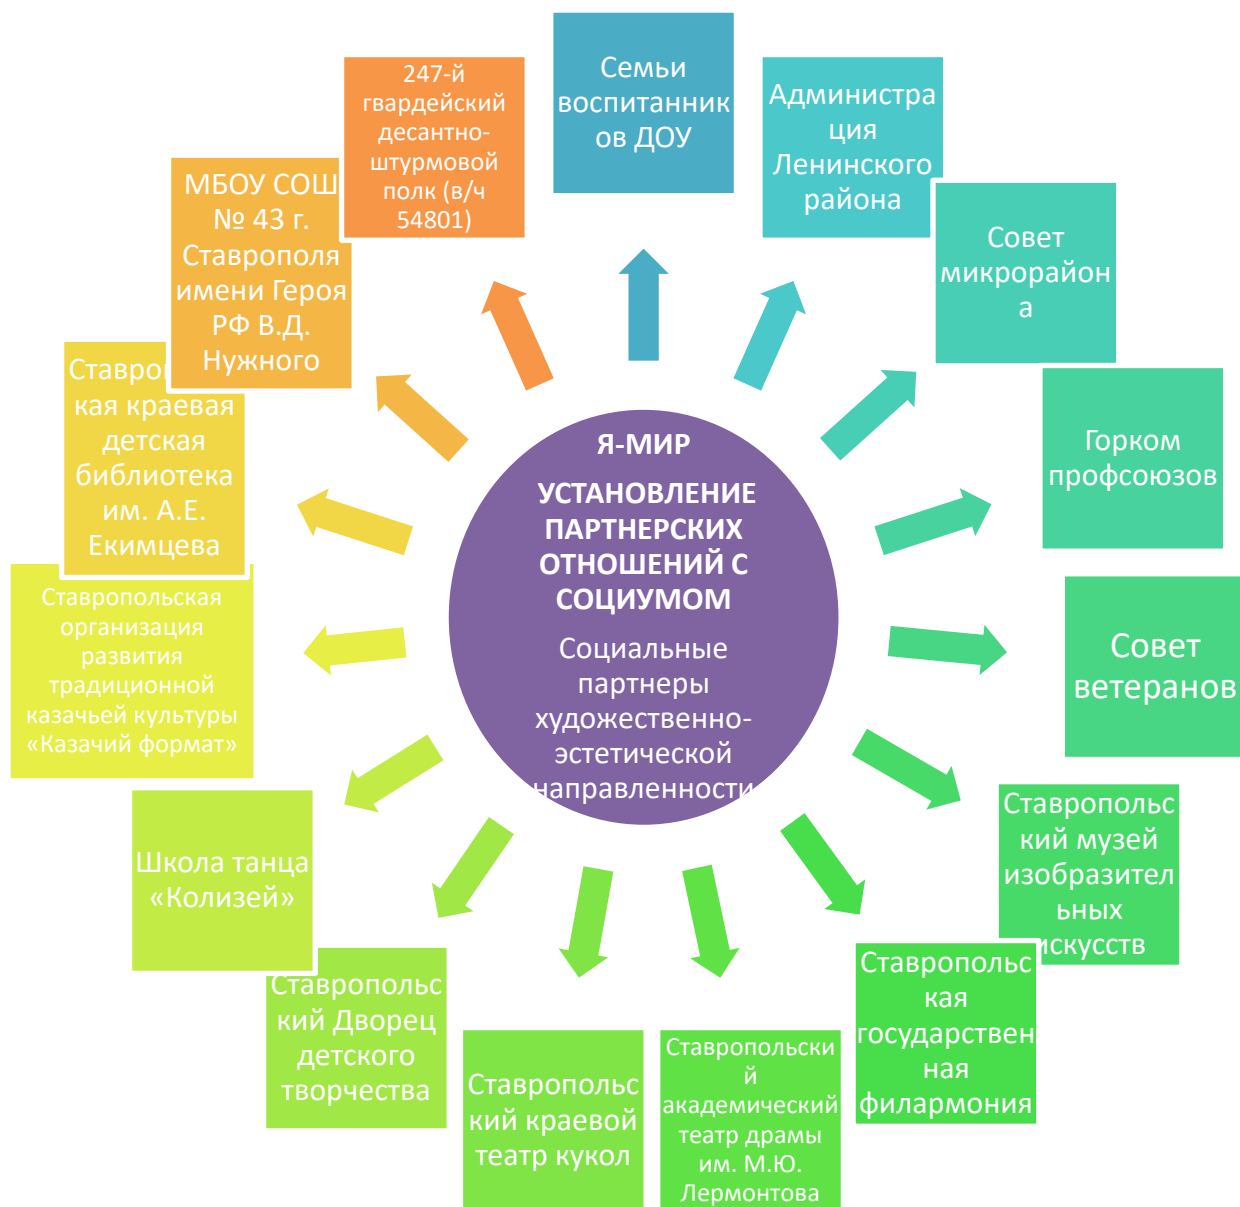 Я-МИР
УСТАНОВЛЕНИЕ
ПАРТНЕРСКИХ
ОТНОШЕНИЙ С
СОЦИУМОМ
Социальные
партнеры
художественно-
эстетической
направленности
Семьи
воспитанник
ов ДОУ
Администра
ция
Ленинского
района
Совет
микрорайон
а
Горком
профсоюзов
Совет
ветеранов
Ставропольс
кий музей
изобразител
ьных
искусств
Ставропольс
кая
государствен
ная
филармония
Ставропольски
й
академический
театр драмы
им. М.Ю.
Лермонтова
Ставропольс
кий краевой
театр кукол
Ставропольс
кий Дворец
детского
творчества
Школа танца
«Колизей»
Ставропольская
организация
развития
традиционной
казачьей культуры
«Казачий формат»
кая краевая
детская
библиотека
им. А.Е.
Екимцева
МБОУ СОШ
№ 43 г.
Ставрополя
имени Героя
РФ В.Д.
Нужного
247-й
гвардейский
десантно-
штурмовой
полк (в/ч
54801)